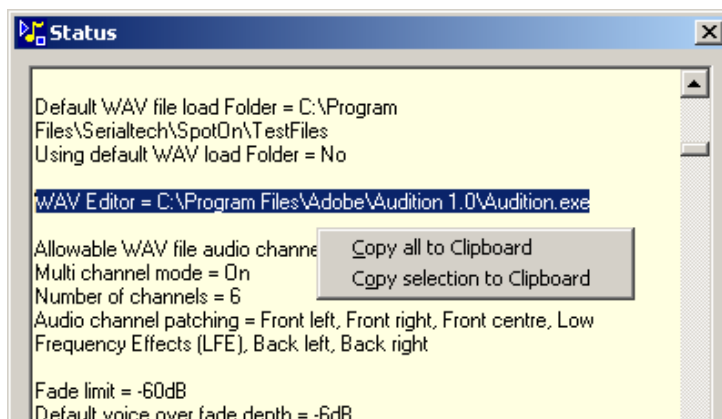 Status
Default WAV file load Folder = C:\Program
Files\Serialtech\SpotOn\TestFiles
Using default WAV load Folder = No
WAV Editor = C:\Program Files\Adobe\Audition 1.0\Audition.exe
Allowable WAV file audio channe
Copy all to Clipboard
Multi channel mode = On
Copy selection to Clipboard
Number of channels = 6
Audio channel patching = Front left, Front right, Front centre, Low
Frequency Effects (LFE), Back left, Back right
Fade limit = -60dB
Default voice over fade depth = -6dB